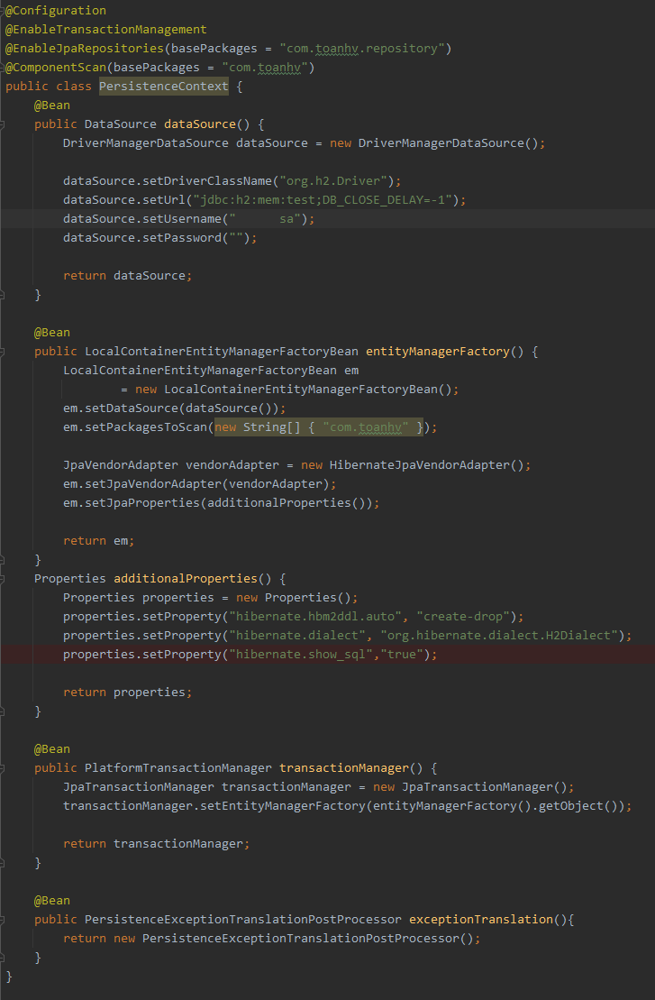 @Configuration
@EnableTransactionManagement
@EnableJpaRepositories(basePackages = "com.toanhv.repository")
@ComponentScan(basePackages = "com.toanhv")
public class PersistenceContext {
    @Bean
    public DataSource dataSource() {
        DriverManagerDataSource dataSource = new DriverManagerDataSource();

        dataSource.setDriverClassName("org.h2.Driver");
        dataSource.setUrl("jdbc:h2:mem:test;DB_CLOSE_DELAY=-1");
        dataSource.setUsername("      sa");
        dataSource.setPassword("");

        return dataSource;
    }

    @Bean
    public LocalContainerEntityManagerFactoryBean entityManagerFactory() {
        LocalContainerEntityManagerFactoryBean em
                = new LocalContainerEntityManagerFactoryBean();
        em.setDataSource(dataSource());
        em.setPackagesToScan(new String[] { "com.toanhv" });

        JpaVendorAdapter vendorAdapter = new HibernateJpaVendorAdapter();
        em.setJpaVendorAdapter(vendorAdapter);
        em.setJpaProperties(additionalProperties());

        return em;
    }
    Properties additionalProperties() {
        Properties properties = new Properties();
        properties.setProperty("hibernate.hbm2ddl.auto", "create-drop");
        properties.setProperty("hibernate.dialect", "org.hibernate.dialect.H2Dialect");
        properties.setProperty("hibernate.show_sql","true");

        return properties;
    }

    @Bean
    public PlatformTransactionManager transactionManager() {
        JpaTransactionManager transactionManager = new JpaTransactionManager();
        transactionManager.setEntityManagerFactory(entityManagerFactory().getObject());

        return transactionManager;
    }

    @Bean
    public PersistenceExceptionTranslationPostProcessor exceptionTranslation(){
        return new PersistenceExceptionTranslationPostProcessor();
    }
}